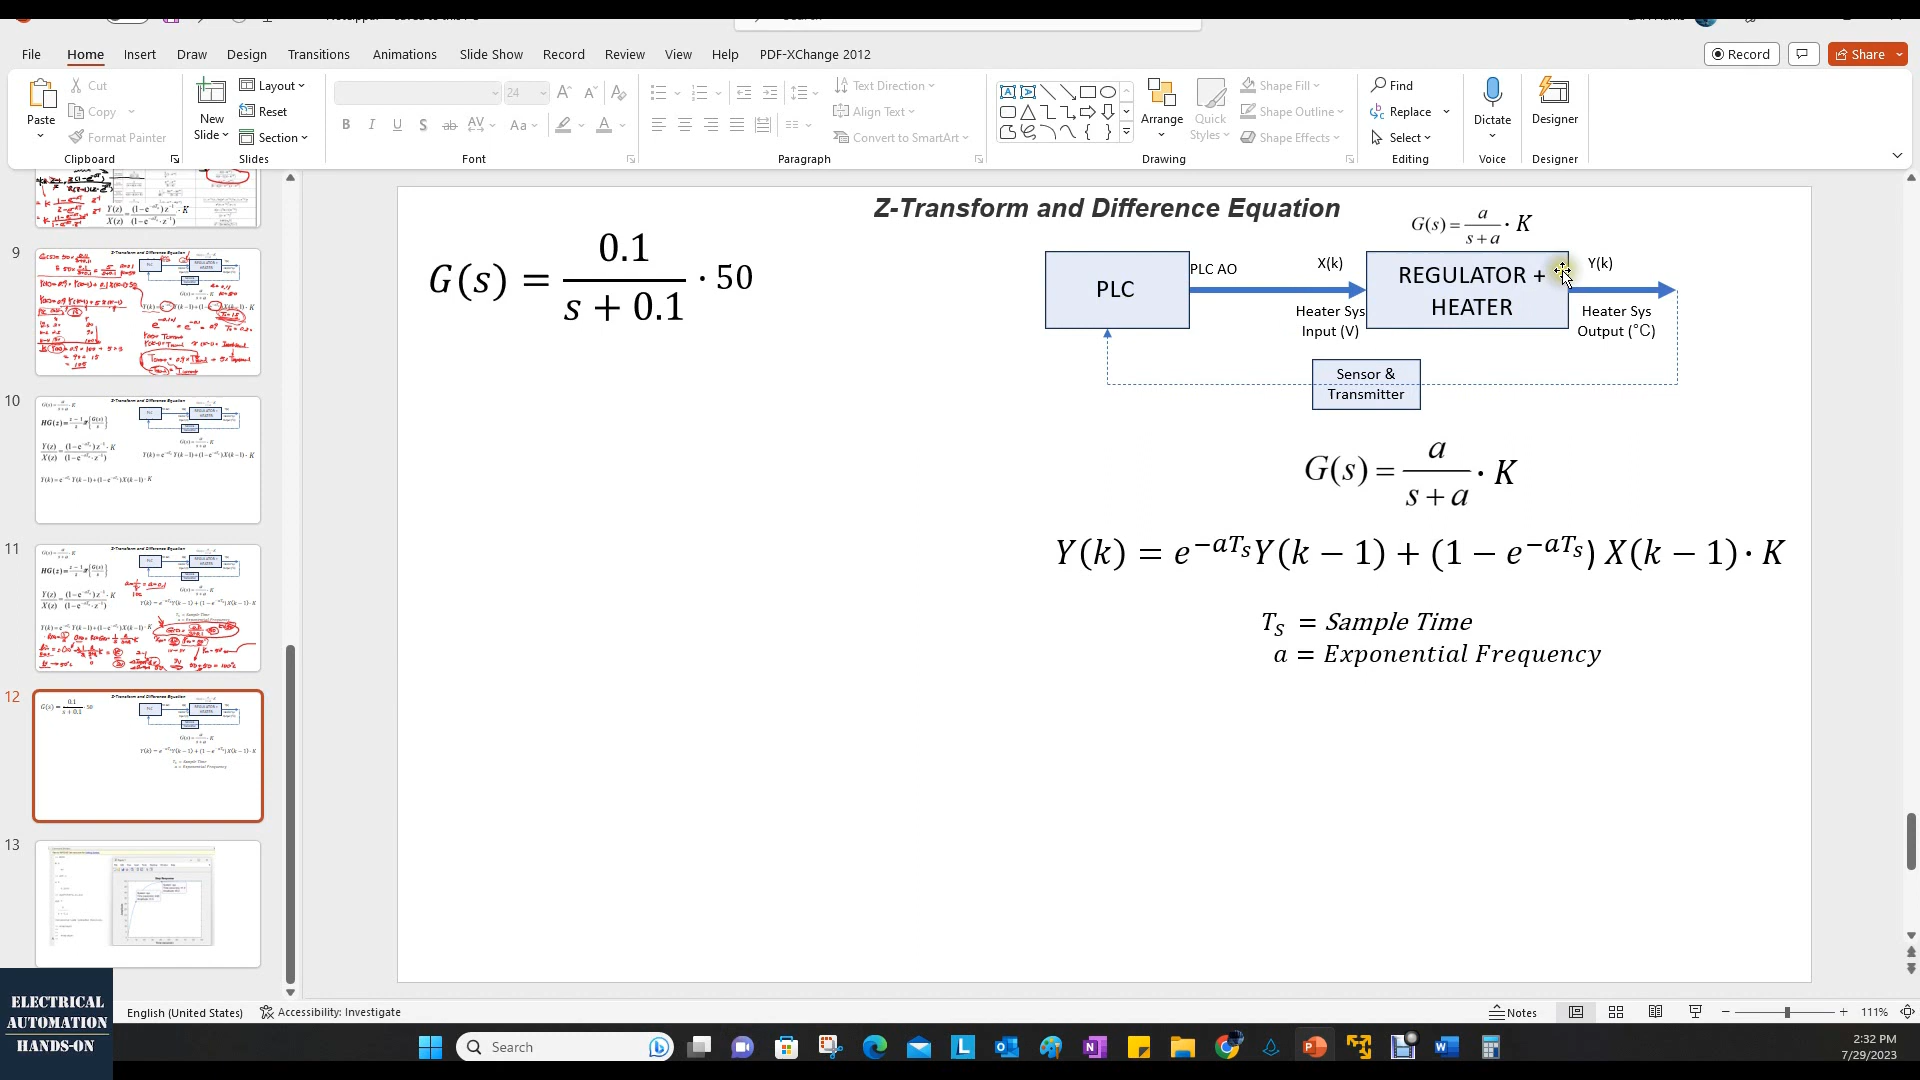 File Home Insert Draw Design Transitions Animations Slide Show Record Review View Help PDF-XChange 2012
Record Share
Paste Cut Copy Format Painter
Clipboard
New Slide Layout Reset Section
Slides
24
Font
Text Direction Align Text Convert to SmartArt
Paragraph
Arrange Quick Styles Shape Fill Shape Outline Shape Effects
Drawing
Find Replace Select
Editing
Dictate
Voice
Designer
Designer
9
10
11
12
13
Z-Transform and Difference Equation
G(s) = 0.1 / (s + 0.1) · 50
G(s) = a / (s + a) · K
PLC
PLC AO
X(k)
REGULATOR + HEATER
Y(k)
Heater Sys Input (V)
Heater Sys Output (°C)
Sensor & Transmitter
G(s) = a / (s + a) · K
Y(k) = e^{−aTs}Y(k − 1) + (1 − e^{−aTs}) X(k − 1) · K
T_S = Sample Time
a = Exponential Frequency
ELECTRICAL
AUTOMATION
HANDS-ON
English (United States) Accessibility: Investigate
Notes 111%
Search
2:32 PM
7/29/2023